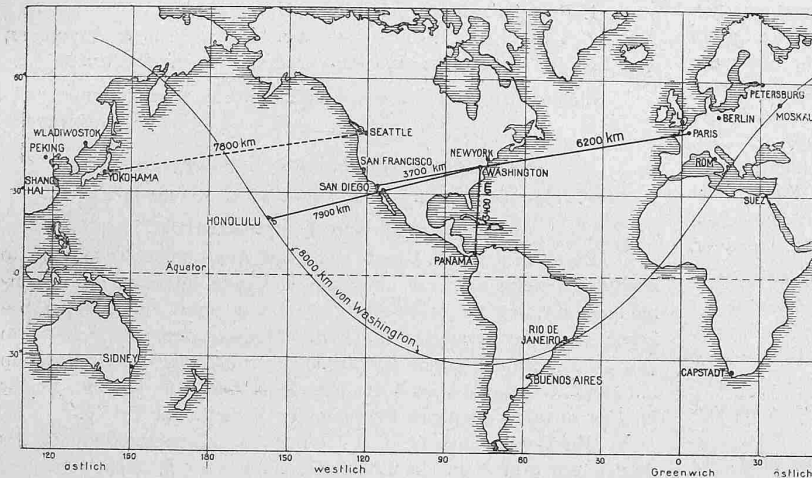 60°
30°
0
30°
WLADIWOSTOK
PEKING
SHANG
HAI
YOKOHAMA
7800 km
SEATTLE
SAN FRANCISCO
SAN DIEGO
3700 km
7900 km
HONOLULU
NEWYORK
WASHINGTON
3400 km
PANAMA
6200 km
L
PARIS
BERLIN
PETERSBURG
MOSKAU
ROM
SUEZ
Äquator
8000 km von Washington
RIO DE
JANEIRO
BUENOS AIRES
CAPSTADT
SIDNEY
120 150 180 150 120 90 60 30 0 30
östlich westlich Greenwich östlich